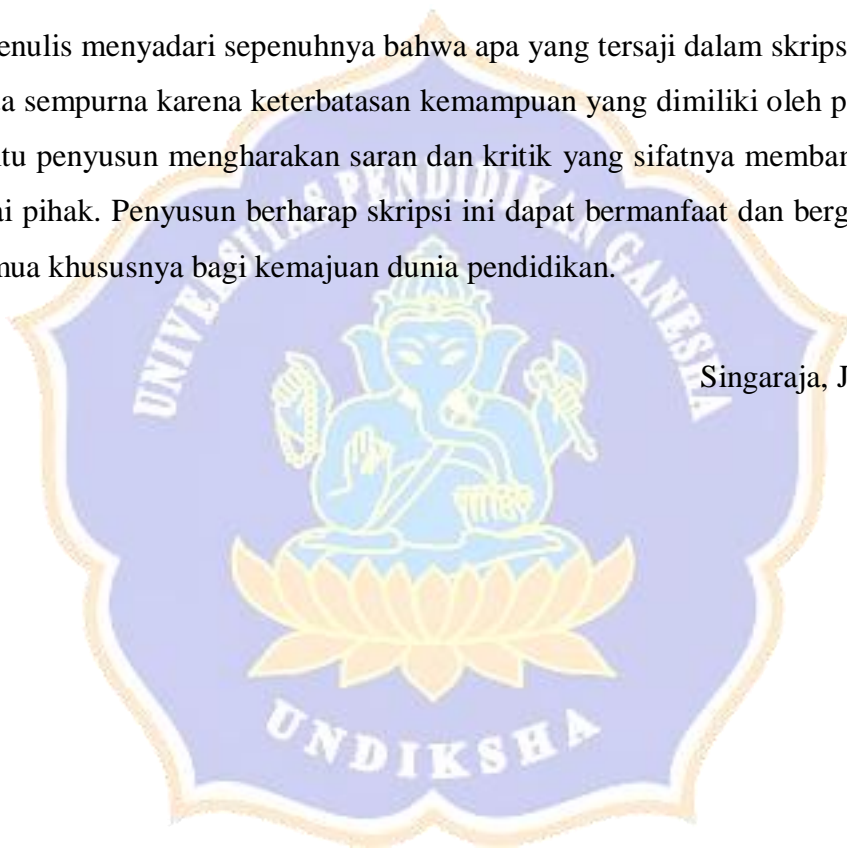 enulis menyadari sepenuhnya bahwa apa yang tersaji dalam skrips
a sempurna karena keterbatasan kemampuan yang dimiliki oleh p
tu penyusun mengharakan saran dan kritik yang sifatnya memban
ai pihak. Penyusun berharap skripsi ini dapat bermanfaat dan berg
mua khususnya bagi kemajuan dunia pendidikan.
UNIVERSITAS PENDIDIKAN GANESHA
Singaraja, J
UNDIKSHA